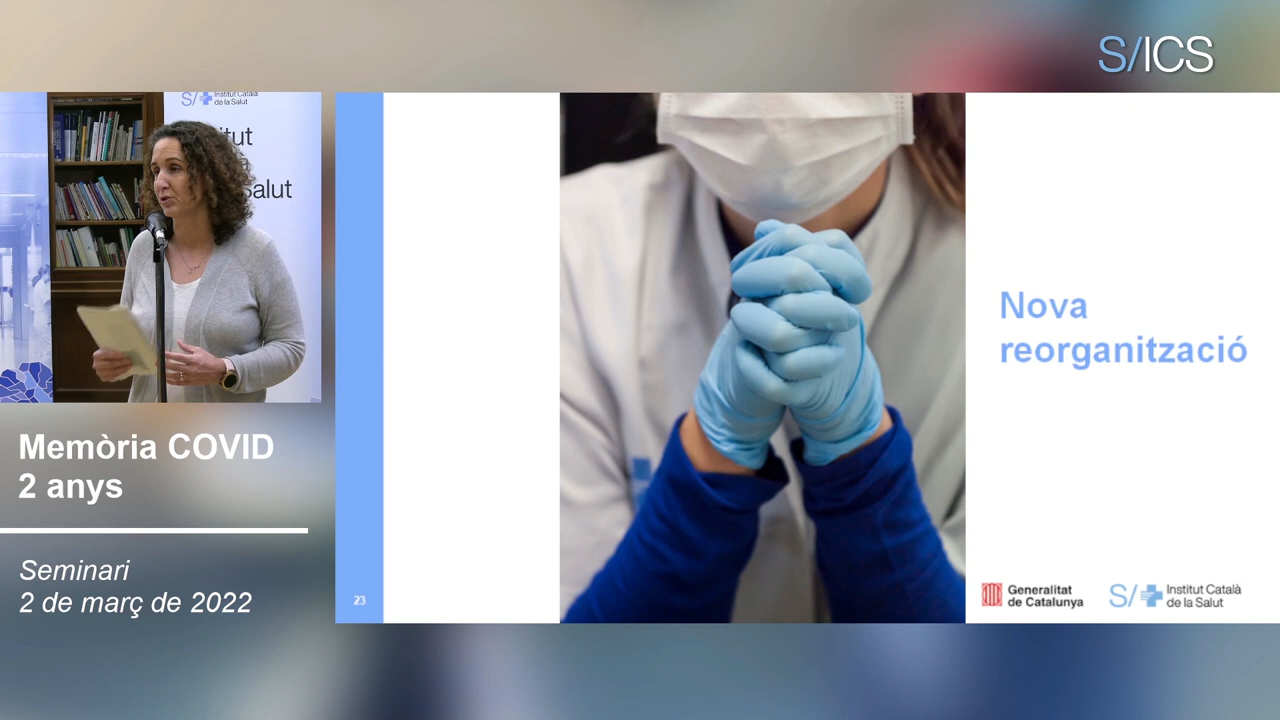 S/ICS
Institut Català
de la Salut
itut
Salut
Nova
reorganització
Memòria COVID
2 anys
Seminari
2 de març de 2022
23
Generalitat
de Catalunya
S/
Institut Català
de la Salut